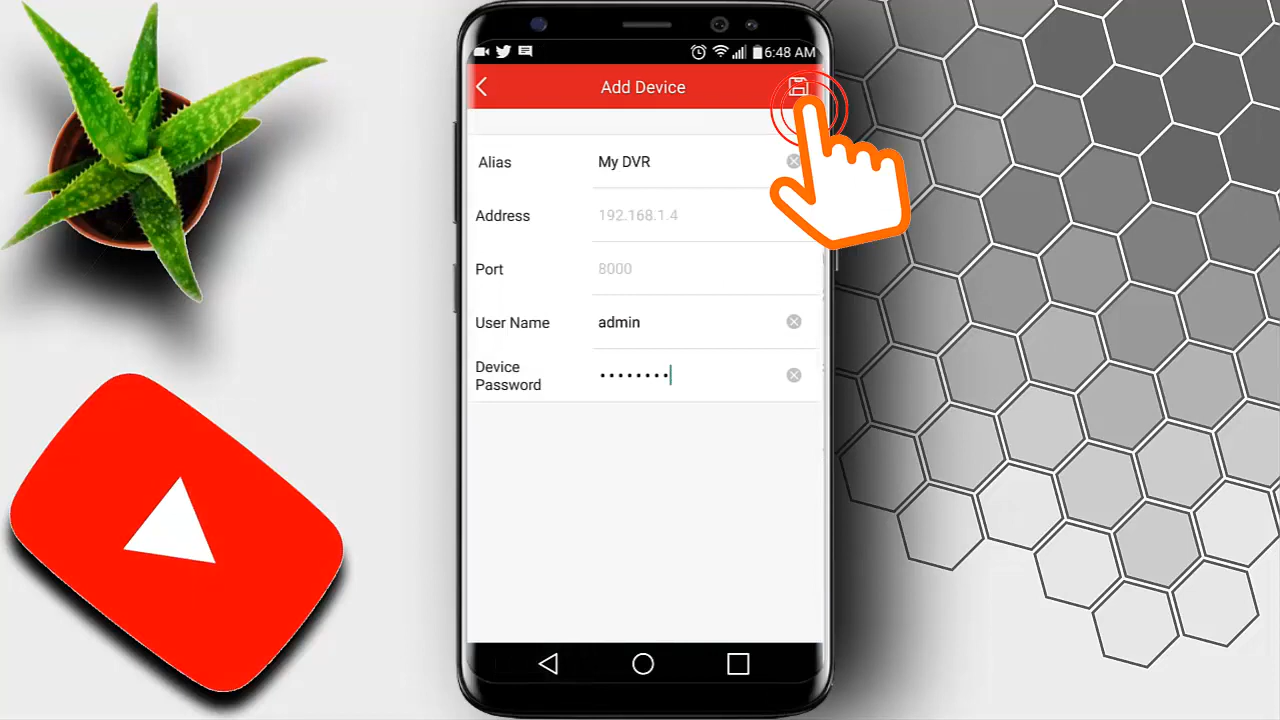 6:48 AM
Add Device
Alias My DVR
Address 192.168.1.4
Port 8000
User Name admin
Device
Password ••••••••